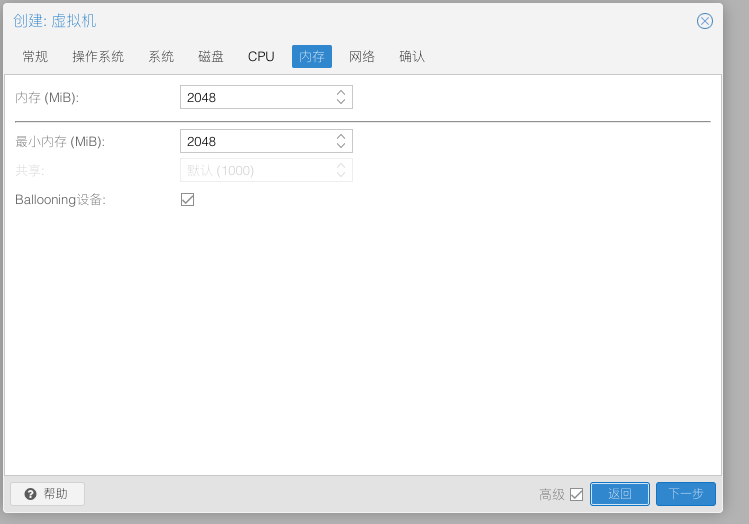 创建: 虚拟机
常规 操作系统 系统 磁盘 CPU 内存 网络 确认
内存 (MiB): 2048
最小内存 (MiB): 2048
共享: 默认 (1000)
Ballooning设备:
帮助 高级 返回 下一步